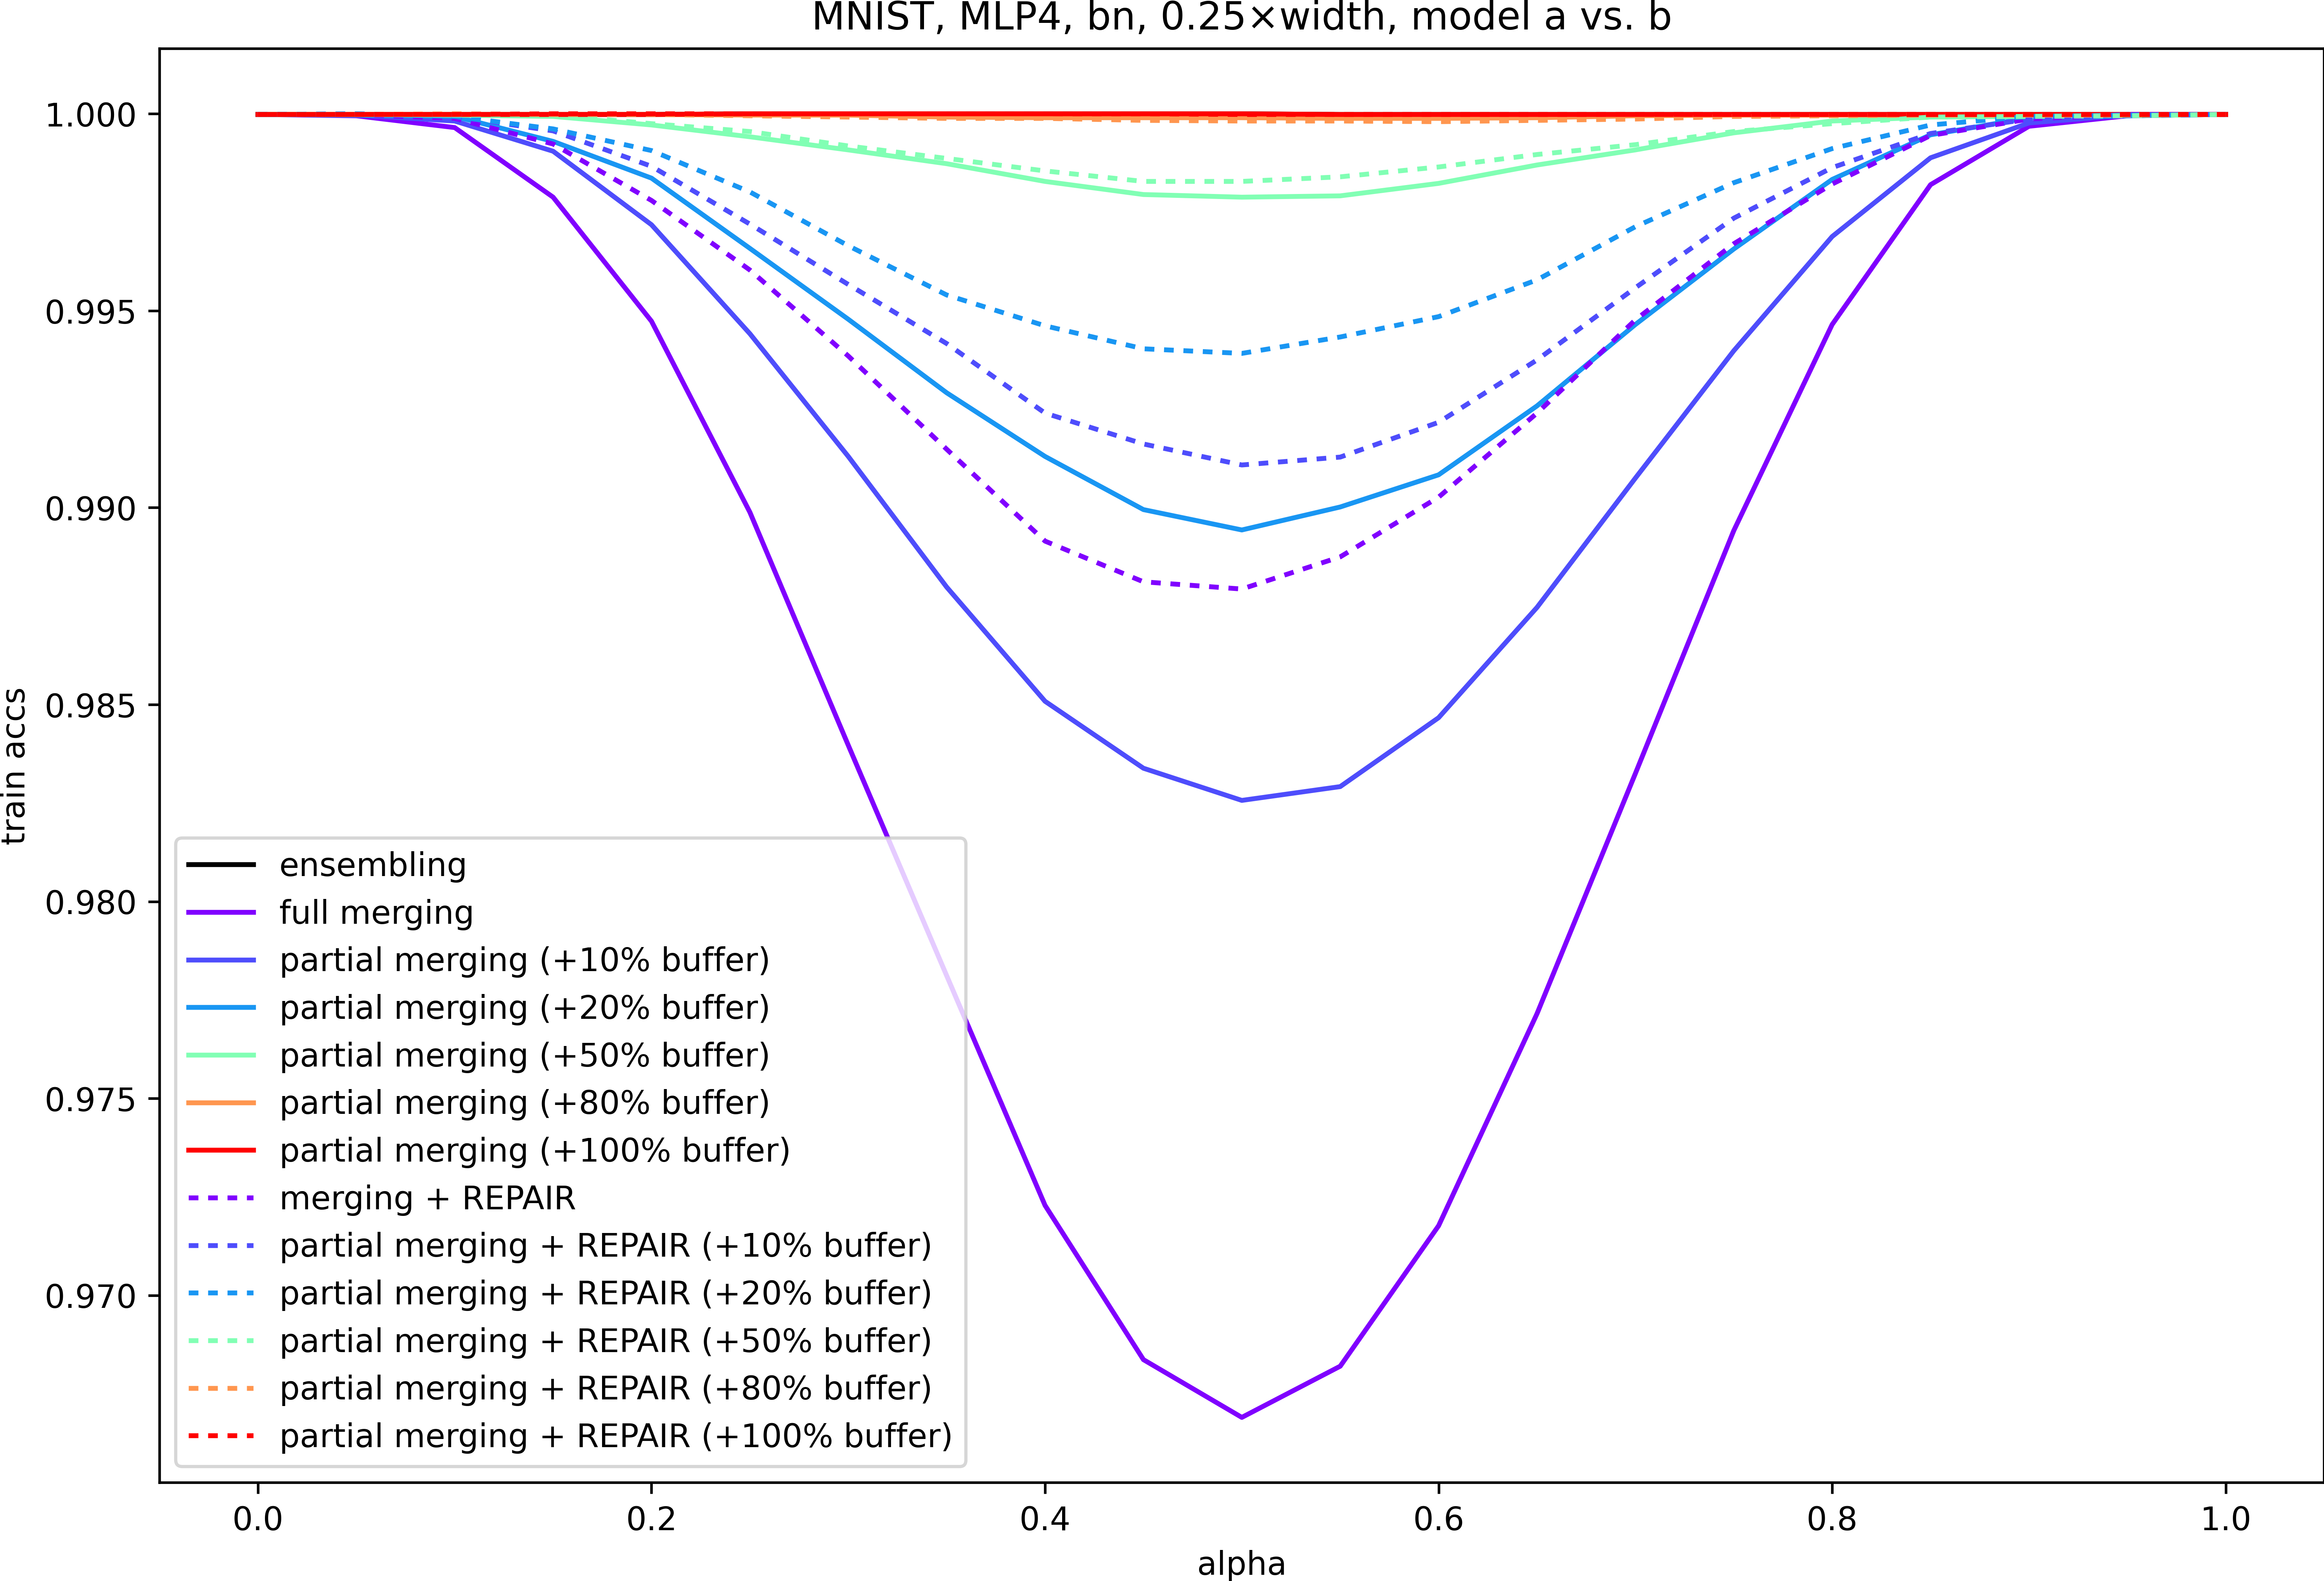 MNIST, MLP4, bn, 0.25×width, model a vs. b
1.000
0.995
0.990
0.985
0.980
0.975
0.970
train accs
ensembling
full merging
partial merging (+10% buffer)
partial merging (+20% buffer)
partial merging (+50% buffer)
partial merging (+80% buffer)
partial merging (+100% buffer)
merging + REPAIR
partial merging + REPAIR (+10% buffer)
partial merging + REPAIR (+20% buffer)
partial merging + REPAIR (+50% buffer)
partial merging + REPAIR (+80% buffer)
partial merging + REPAIR (+100% buffer)
0.0 0.2 0.4 0.6 0.8 1.0
alpha